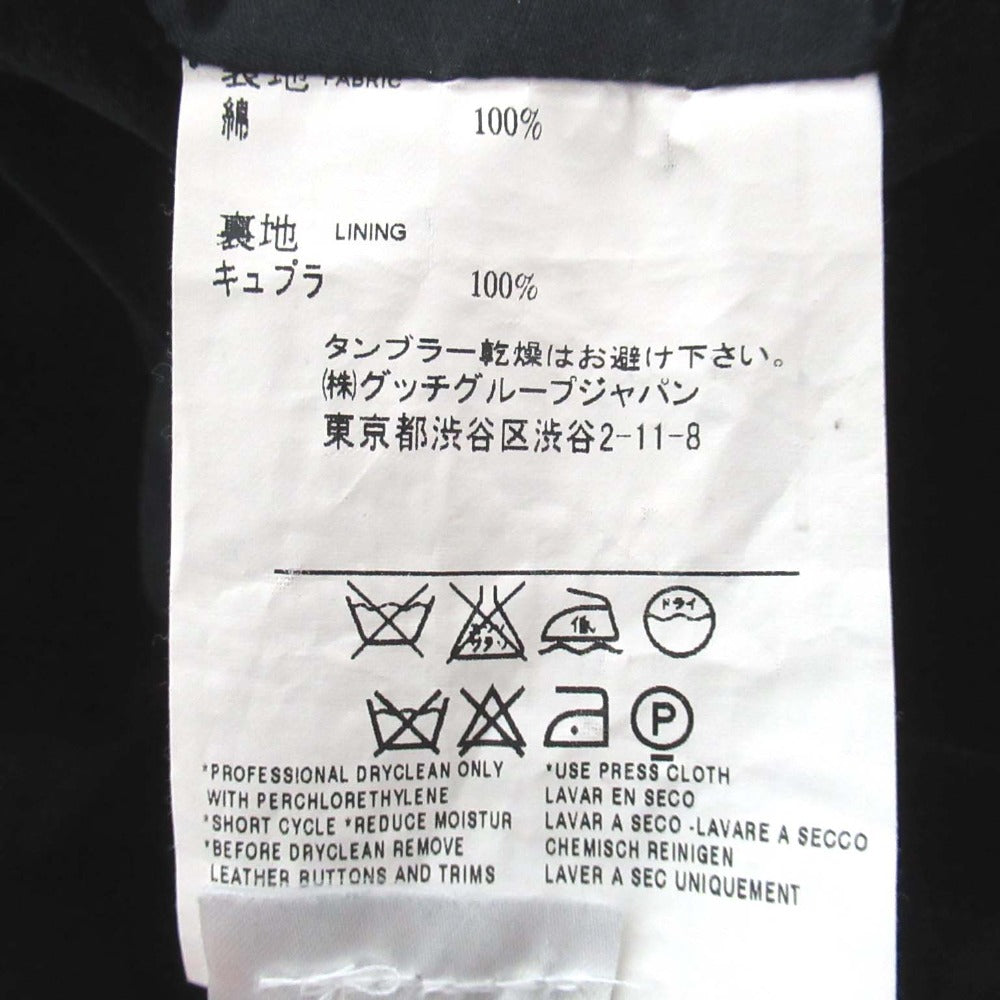 FABRIC
綿 100%
裏地 LINING
キュプラ 100%
タンブラー乾燥はお避け下さい。
㈱グッチグループジャパン
東京都渋谷区渋谷2-11-8
低 ドライ
P
*PROFESSIONAL DRYCLEAN ONLY
WITH PERCHLORETHYLENE
*SHORT CYCLE *REDUCE MOISTUR
*BEFORE DRYCLEAN REMOVE
LEATHER BUTTONS AND TRIMS
*USE PRESS CLOTH
LAVAR EN SECO
LAVAR A SECO -LAVARE A SECCO
CHEMISCH REINIGEN
LAVER A SEC UNIQUEMENT